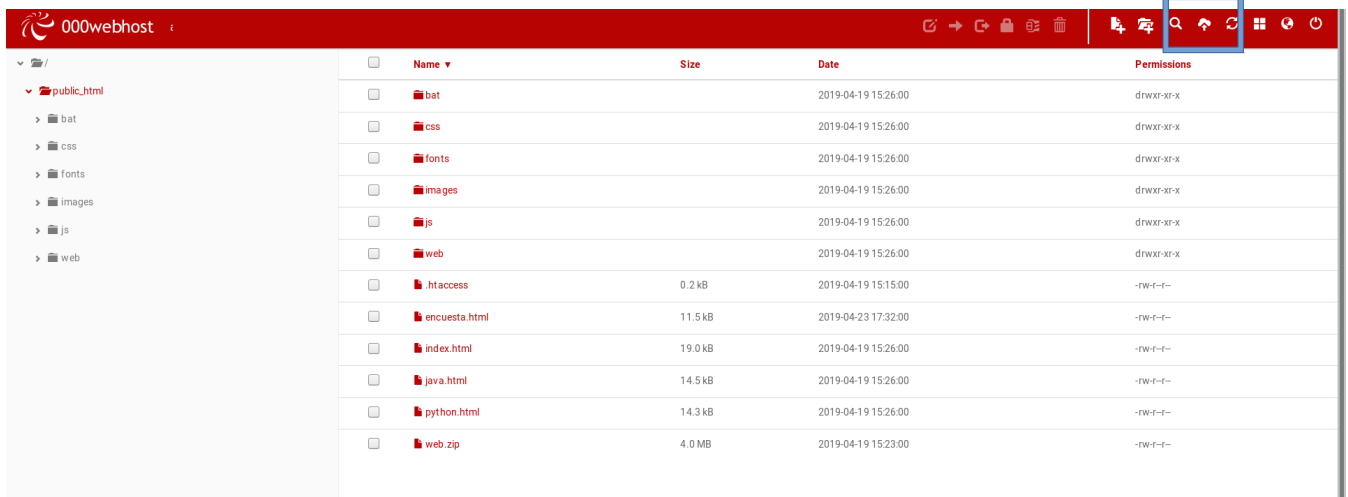 000webhost a
/
public_html
bat
css
fonts
images
js
web
Name ▼ Size Date Permissions
bat 2019-04-19 15:26:00 drwxr-xr-x
css 2019-04-19 15:26:00 drwxr-xr-x
fonts 2019-04-19 15:26:00 drwxr-xr-x
images 2019-04-19 15:26:00 drwxr-xr-x
js 2019-04-19 15:26:00 drwxr-xr-x
web 2019-04-19 15:26:00 drwxr-xr-x
.htaccess 0.2 kB 2019-04-19 15:15:00 -rw-r--r--
encuesta.html 11.5 kB 2019-04-23 17:32:00 -rw-r--r--
index.html 19.0 kB 2019-04-19 15:26:00 -rw-r--r--
java.html 14.5 kB 2019-04-19 15:26:00 -rw-r--r--
python.html 14.3 kB 2019-04-19 15:26:00 -rw-r--r--
web.zip 4.0 MB 2019-04-19 15:23:00 -rw-r--r--